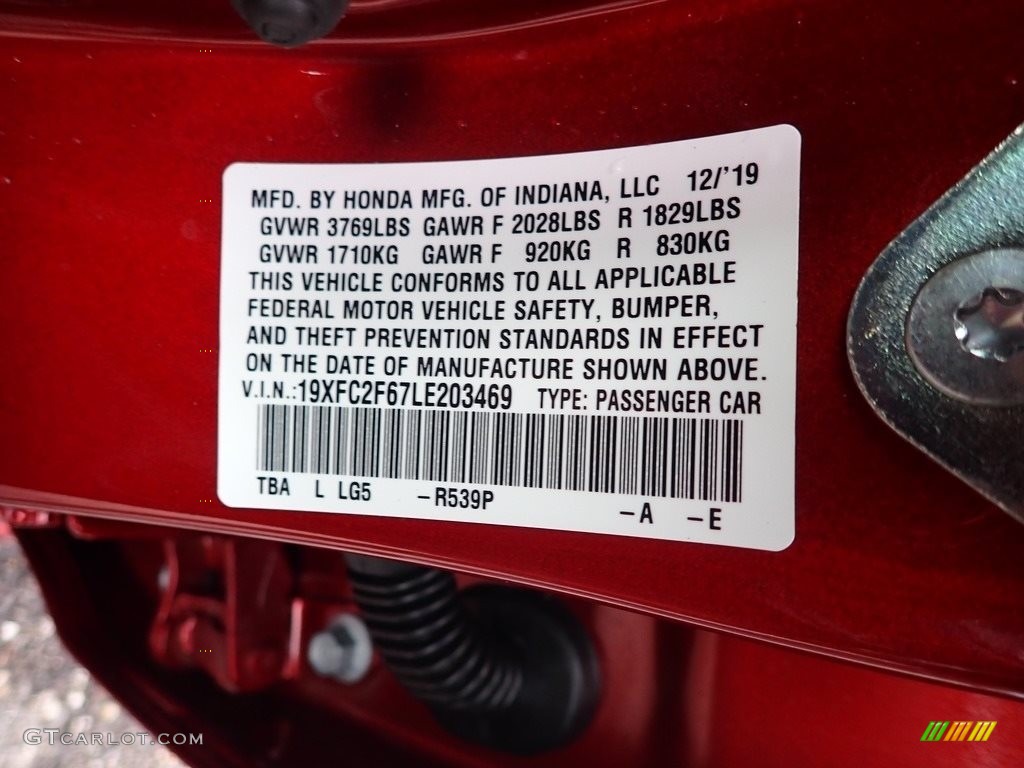 MFD. BY HONDA MFG. OF INDIANA, LLC 12/'19
GVWR 3769LBS GAWR F 2028LBS R 1829LBS
GVWR 1710KG GAWR F 920KG R 830KG
THIS VEHICLE CONFORMS TO ALL APPLICABLE
FEDERAL MOTOR VEHICLE SAFETY, BUMPER,
AND THEFT PREVENTION STANDARDS IN EFFECT
ON THE DATE OF MANUFACTURE SHOWN ABOVE.
V.I.N.:19XFC2F67LE203469 TYPE: PASSENGER CAR
TBA L LG5 –R539P –A –E
GTCARLOT.COM